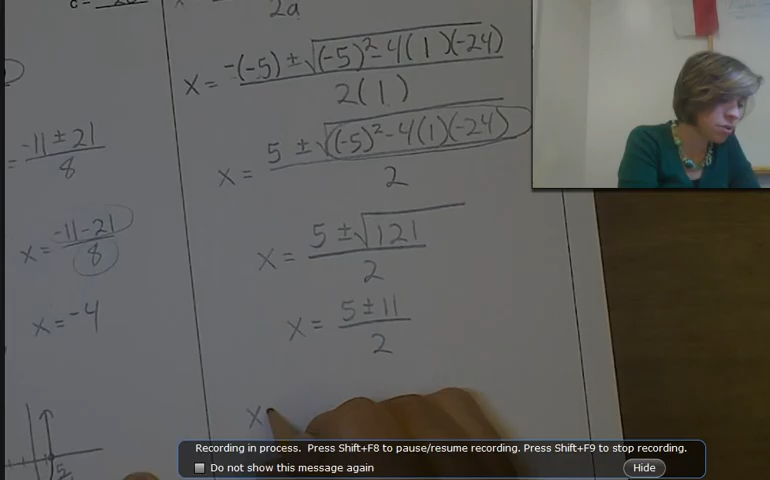 2a
x = -(-5) ± √(-5)² - 4(1)(-24) / 2(1)
x = 5 ± √(-5)² - 4(1)(-24) / 2
x = 5 ± √121 / 2
x = 5 ± 11 / 2
x
= -11 ± 21 / 8
x = -11 - 21 / 8
x = -4
Recording in process. Press Shift+F8 to pause/resume recording. Press Shift+F9 to stop recording.
Do not show this message again
Hide